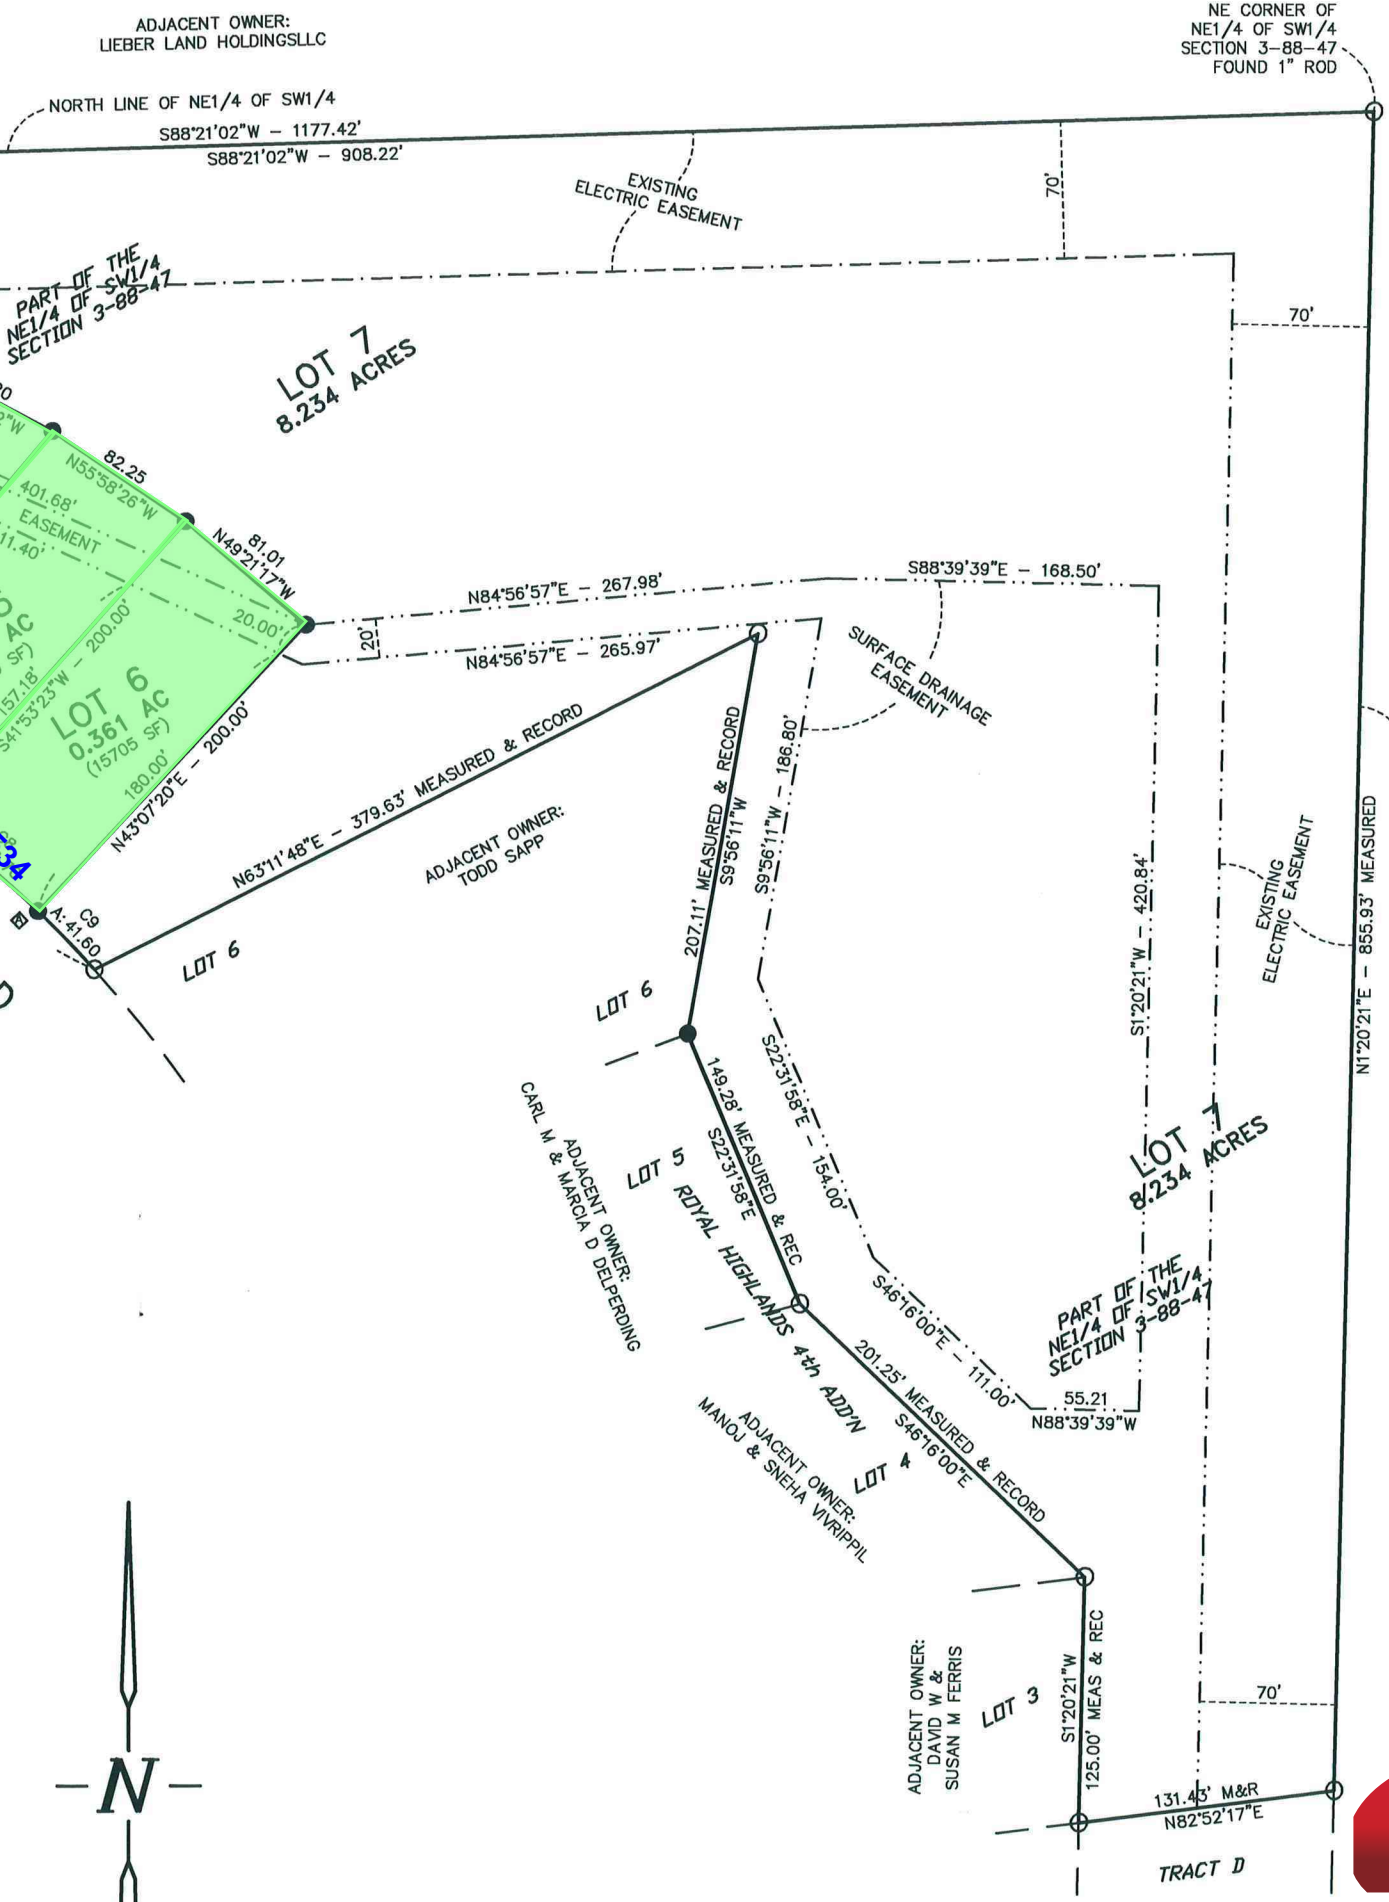 ADJACENT OWNER:
LIEBER LAND HOLDINGSLLC
NE CORNER OF
NE1/4 OF SW1/4
SECTION 3-88-47
FOUND 1" ROD
NORTH LINE OF NE1/4 OF SW1/4
S88°21'02"W - 1177.42'
S88°21'02"W - 908.22'
EXISTING
ELECTRIC EASEMENT
70'
PART OF THE
NE1/4 OF SW1/4
SECTION 3-88-47
70'
LOT 7
8.234 ACRES
82.25
N55°58'26"W
401.68'
EASEMENT
11.40'
81.01
N49°21'17"W
20.00'
N84°56'57"E - 267.98'
20'
N84°56'57"E - 265.97'
S88°39'39"E - 168.50'
SURFACE DRAINAGE
EASEMENT
AC
SF)
157.18'
S41°53'23"W - 200.00'
LOT 6
0.361 AC
(15705 SF)
180.00'
N43°07'20"E - 200.00'
34
C9
A:41.60
N63°11'48"E - 379.63' MEASURED & RECORD
ADJACENT OWNER:
TODD SAPP
LOT 6
207.11' MEASURED & RECORD
S9°56'11"W
S9°56'11"W - 186.80'
S1°20'21"W - 420.84'
EXISTING
ELECTRIC EASEMENT
N1°20'21"E - 855.93' MEASURED
LOT 6
149.28' MEASURED & REC
S22°31'58"E
S22°31'58"E - 154.00'
ADJACENT OWNER:
CARL M & MARCIA D DELPERDING
LOT 5
ROYAL HIGHLANDS 4th ADD'N
LOT 7
8.234 ACRES
PART OF THE
NE1/4 OF SW1/4
SECTION 3-88-47
S46°16'00"E - 111.00'
55.21
N88°39'39"W
201.25' MEASURED & RECORD
S46°16'00"E
ADJACENT OWNER:
MANOJ & SNEHA VIVRIPPIL
LOT 4
ADJACENT OWNER:
DAVID W &
SUSAN M FERRIS
LOT 3
S1°20'21"W
125.00' MEAS & REC
70'
131.43' M&R
N82°52'17"E
TRACT D
N